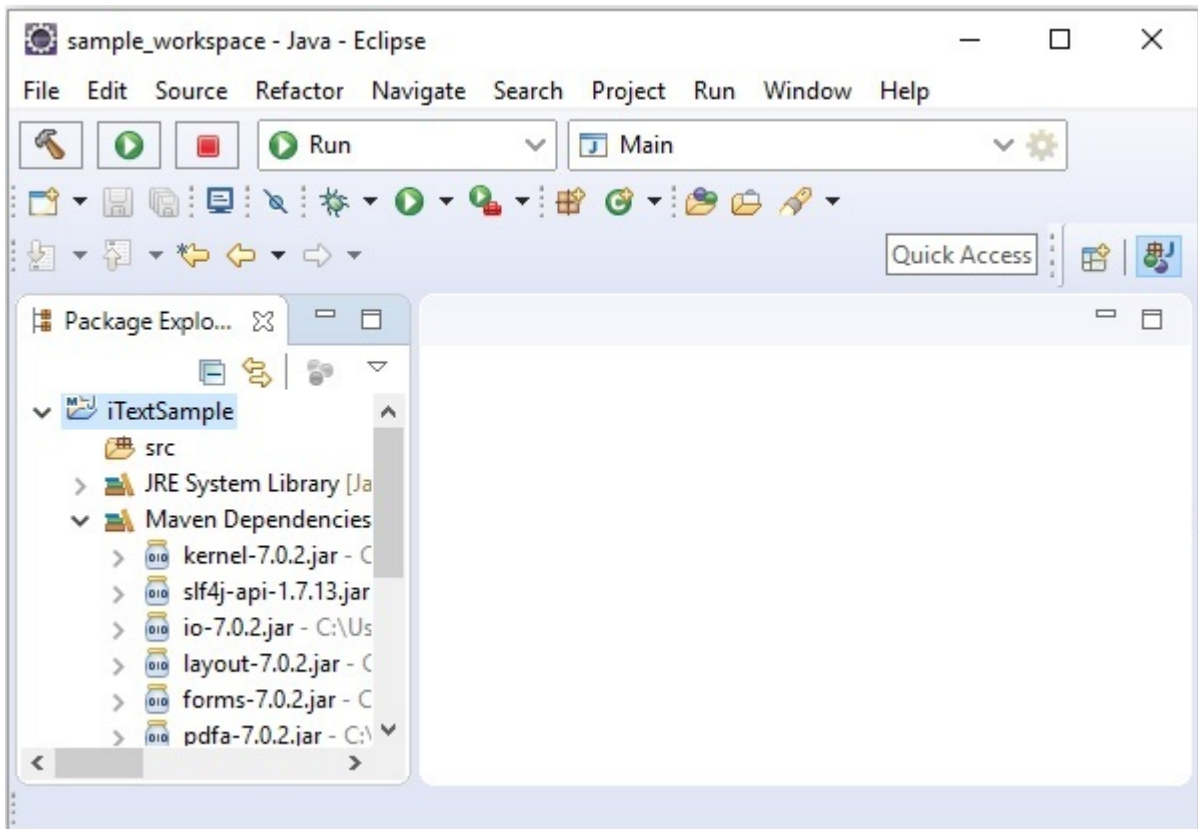 sample_workspace - Java - Eclipse
File Edit Source Refactor Navigate Search Project Run Window Help
Run Main
Quick Access
Package Explo...
iTextSample
src
JRE System Library [Ja
Maven Dependencies
kernel-7.0.2.jar - C
slf4j-api-1.7.13.jar
io-7.0.2.jar - C:\Us
layout-7.0.2.jar - C
forms-7.0.2.jar - C
pdfa-7.0.2.jar - C:\